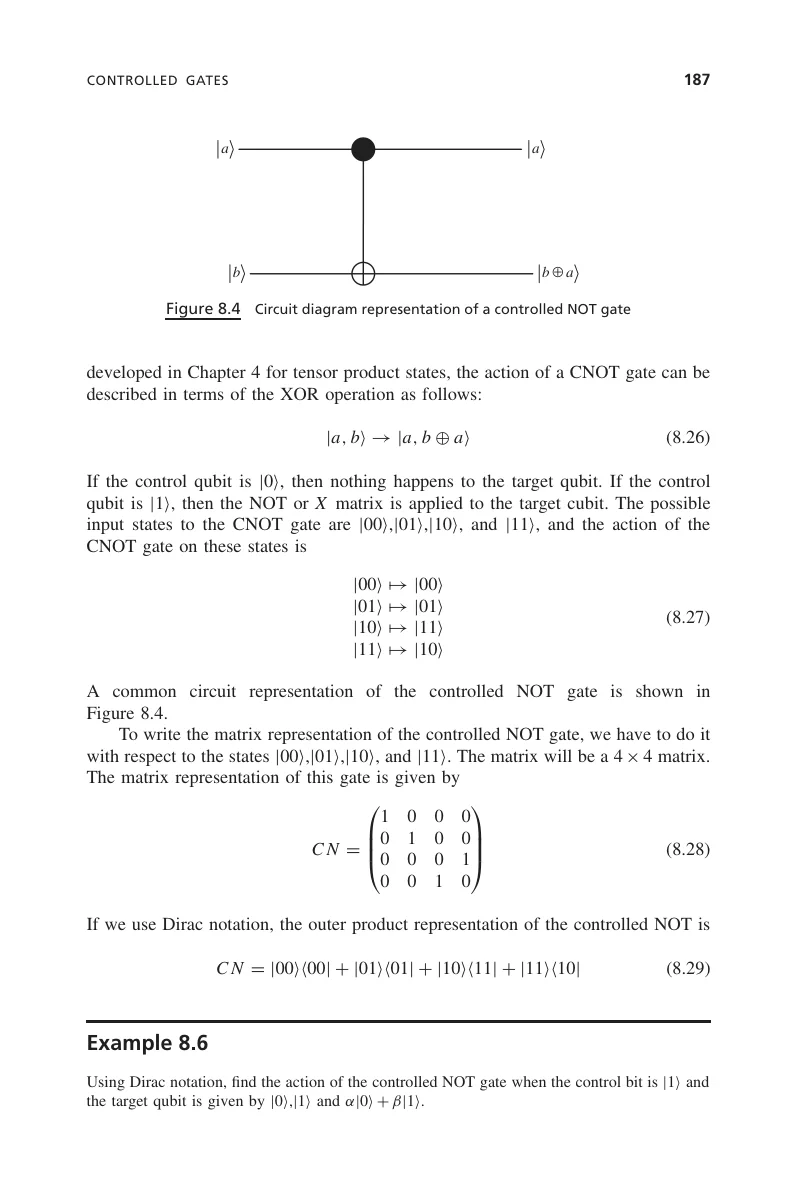 CONTROLLED GATES 187
|a⟩ |a⟩
|b⟩ |b ⊕ a⟩
Figure 8.4 Circuit diagram representation of a controlled NOT gate
developed in Chapter 4 for tensor product states, the action of a CNOT gate can be
described in terms of the XOR operation as follows:
|a, b⟩ → |a, b ⊕ a⟩ (8.26)
If the control qubit is |0⟩, then nothing happens to the target qubit. If the control
qubit is |1⟩, then the NOT or X matrix is applied to the target cubit. The possible
input states to the CNOT gate are |00⟩,|01⟩,|10⟩, and |11⟩, and the action of the
CNOT gate on these states is
|00⟩ ↦ |00⟩
|01⟩ ↦ |01⟩
|10⟩ ↦ |11⟩
|11⟩ ↦ |10⟩
(8.27)
A common circuit representation of the controlled NOT gate is shown in
Figure 8.4.
To write the matrix representation of the controlled NOT gate, we have to do it
with respect to the states |00⟩,|01⟩,|10⟩, and |11⟩. The matrix will be a 4 × 4 matrix.
The matrix representation of this gate is given by
1 0 0 0
0 1 0 0
CN = (8.28)
0 0 0 1
0 0 1 0
If we use Dirac notation, the outer product representation of the controlled NOT is
CN = |00⟩⟨00| + |01⟩⟨01| + |10⟩⟨11| + |11⟩⟨10| (8.29)
Example 8.6
Using Dirac notation, find the action of the controlled NOT gate when the control bit is |1⟩ and
the target qubit is given by |0⟩,|1⟩ and α|0⟩ + β|1⟩.